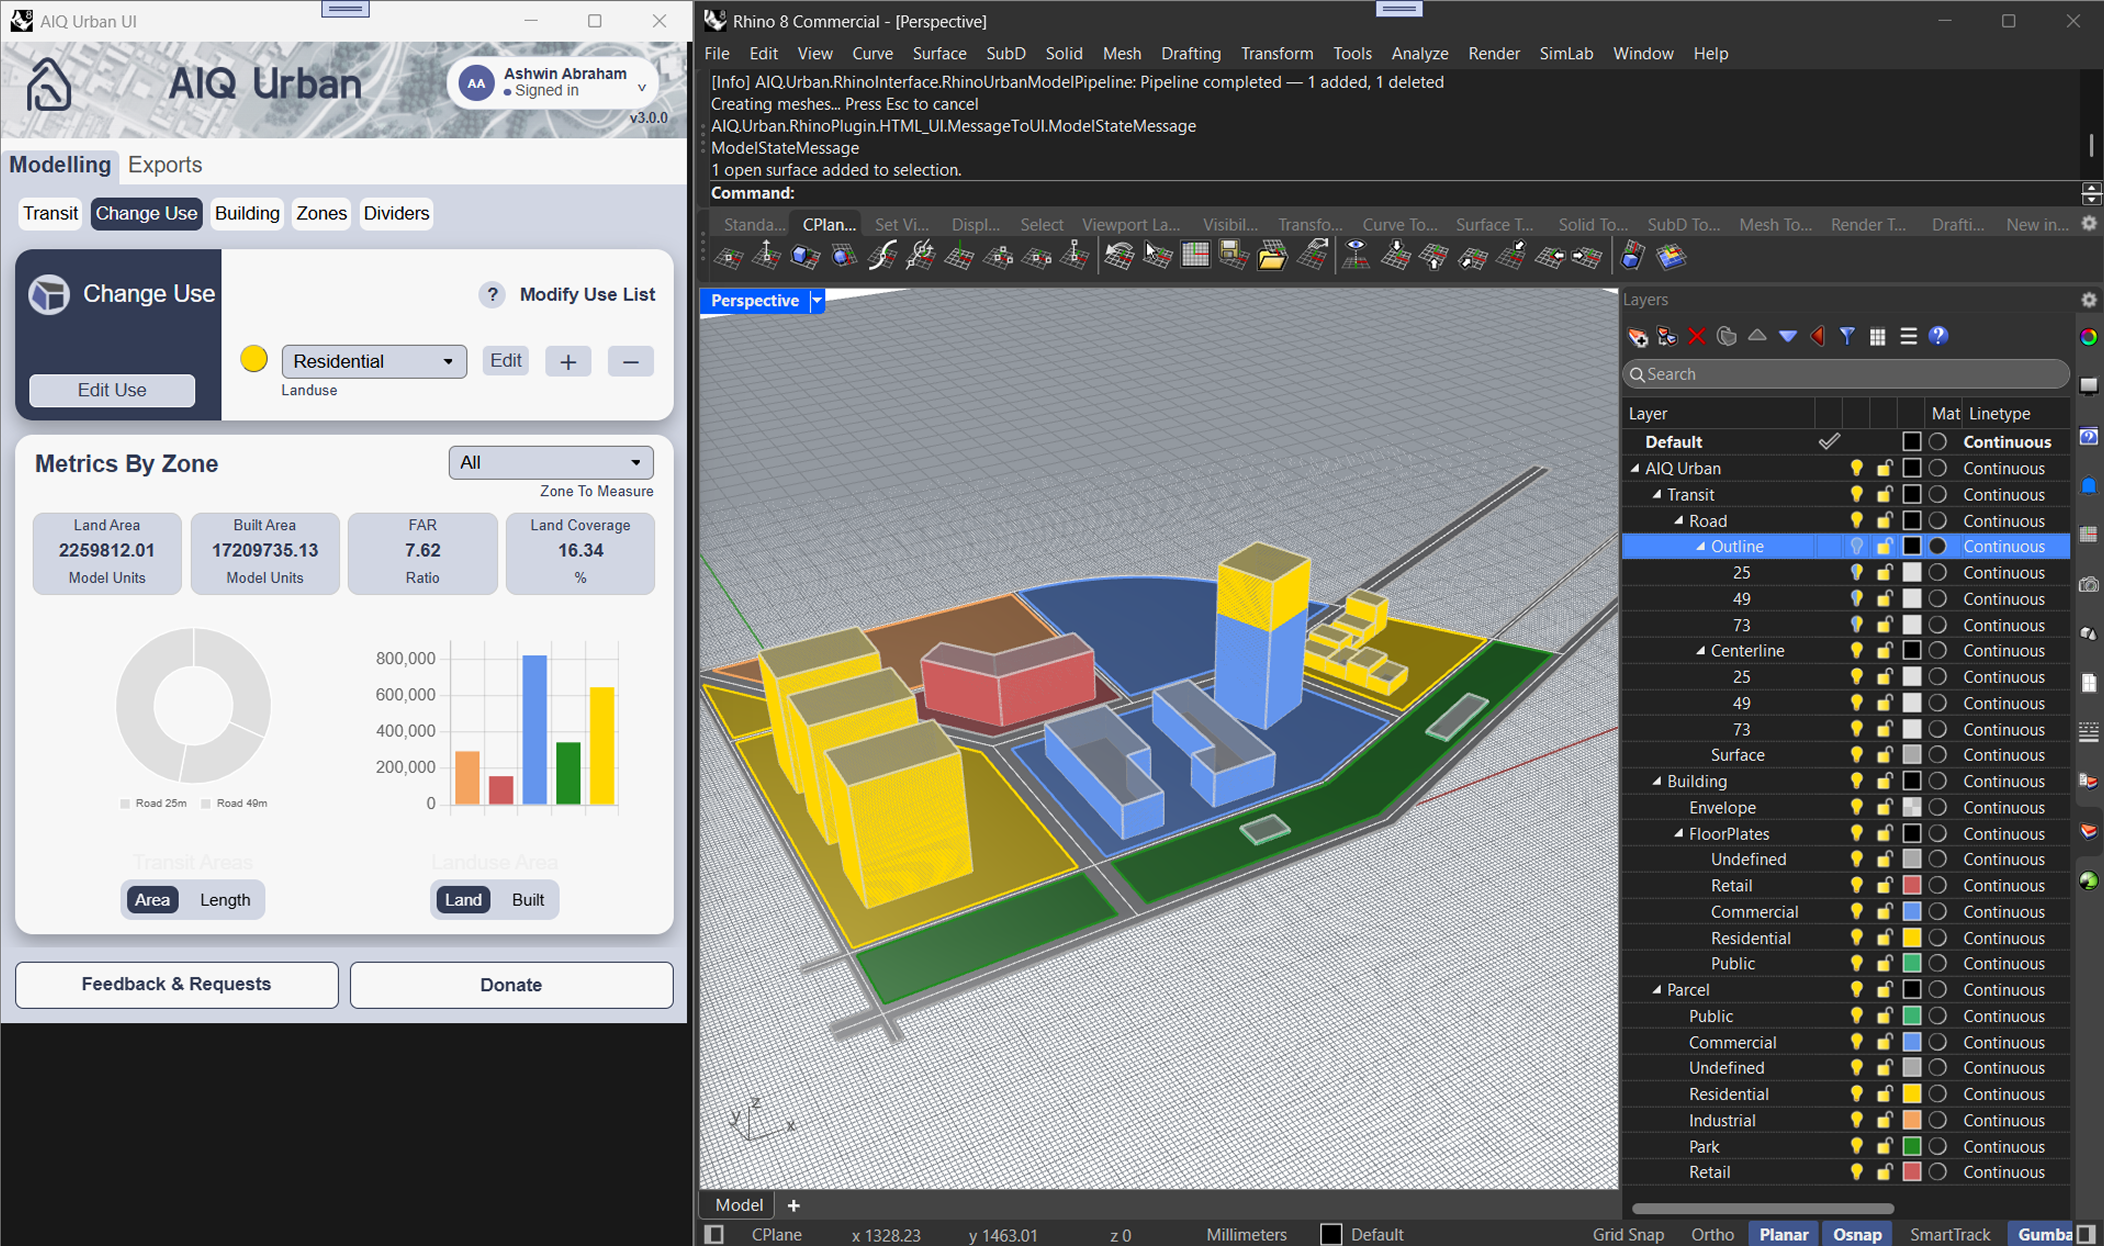 AIQ Urban UI
AIQ Urban
AA
Ashwin Abraham
Signed in
v3.0.0
Modelling
Exports
Transit
Change Use
Building
Zones
Dividers
Change Use
Edit Use
?
Modify Use List
Residential
Edit
+
−
Landuse
Metrics By Zone
All
Zone To Measure
Land Area
2259812.01
Model Units
Built Area
17209735.13
Model Units
FAR
7.62
Ratio
Land Coverage
16.34
%
Road 25m
Road 49m
800,000
600,000
400,000
200,000
0
Transit Areas
Landuse Area
Area
Length
Land
Built
Feedback & Requests
Donate
Rhino 8 Commercial - [Perspective]
File Edit View Curve Surface SubD Solid Mesh Drafting Transform Tools Analyze Render SimLab Window Help
[Info] AIQ.Urban.RhinoInterface.RhinoUrbanModelPipeline: Pipeline completed — 1 added, 1 deleted
Creating meshes... Press Esc to cancel
AIQ.Urban.RhinoPlugin.HTML_UI.MessageToUI.ModelStateMessage
ModelStateMessage
1 open surface added to selection.
Command:
Standa... CPlan... Set Vi... Displ... Select Viewport La... Visibil... Transfo... Curve To... Surface T... Solid To... SubD To... Mesh To... Render T... Drafti... New in...
Perspective
z
y
x
Layers
Search
Layer Mat Linetype
Default Continuous
AIQ Urban Continuous
Transit Continuous
Road Continuous
Outline Continuous
25 Continuous
49 Continuous
73 Continuous
Centerline Continuous
25 Continuous
49 Continuous
73 Continuous
Surface Continuous
Building Continuous
Envelope Continuous
FloorPlates Continuous
Undefined Continuous
Retail Continuous
Commercial Continuous
Residential Continuous
Public Continuous
Parcel Continuous
Public Continuous
Commercial Continuous
Undefined Continuous
Residential Continuous
Industrial Continuous
Park Continuous
Retail Continuous
Model +
CPlane x 1328.23 y 1463.01 z 0 Millimeters Default Grid Snap Ortho Planar Osnap SmartTrack Gumba